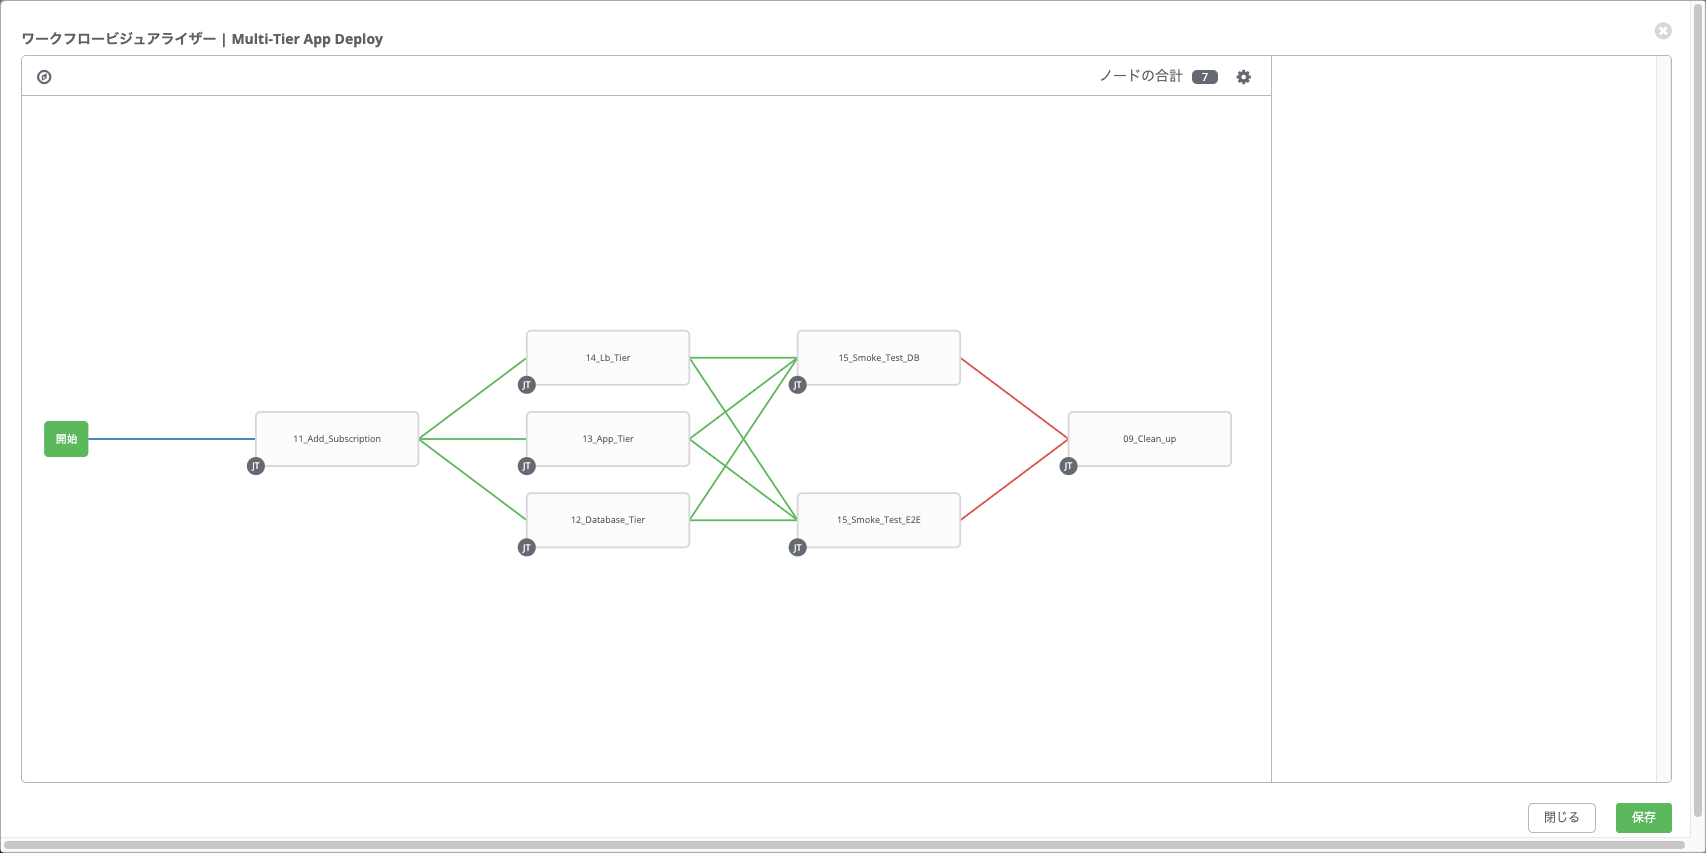 ワークフロービジュアライザー | Multi-Tier App Deploy
ノードの合計 7
14_Lb_Tier
JT
15_Smoke_Test_DB
JT
開始
11_Add_Subscription
JT
13_App_Tier
JT
09_Clean_up
JT
12_Database_Tier
JT
15_Smoke_Test_E2E
JT
閉じる
保存